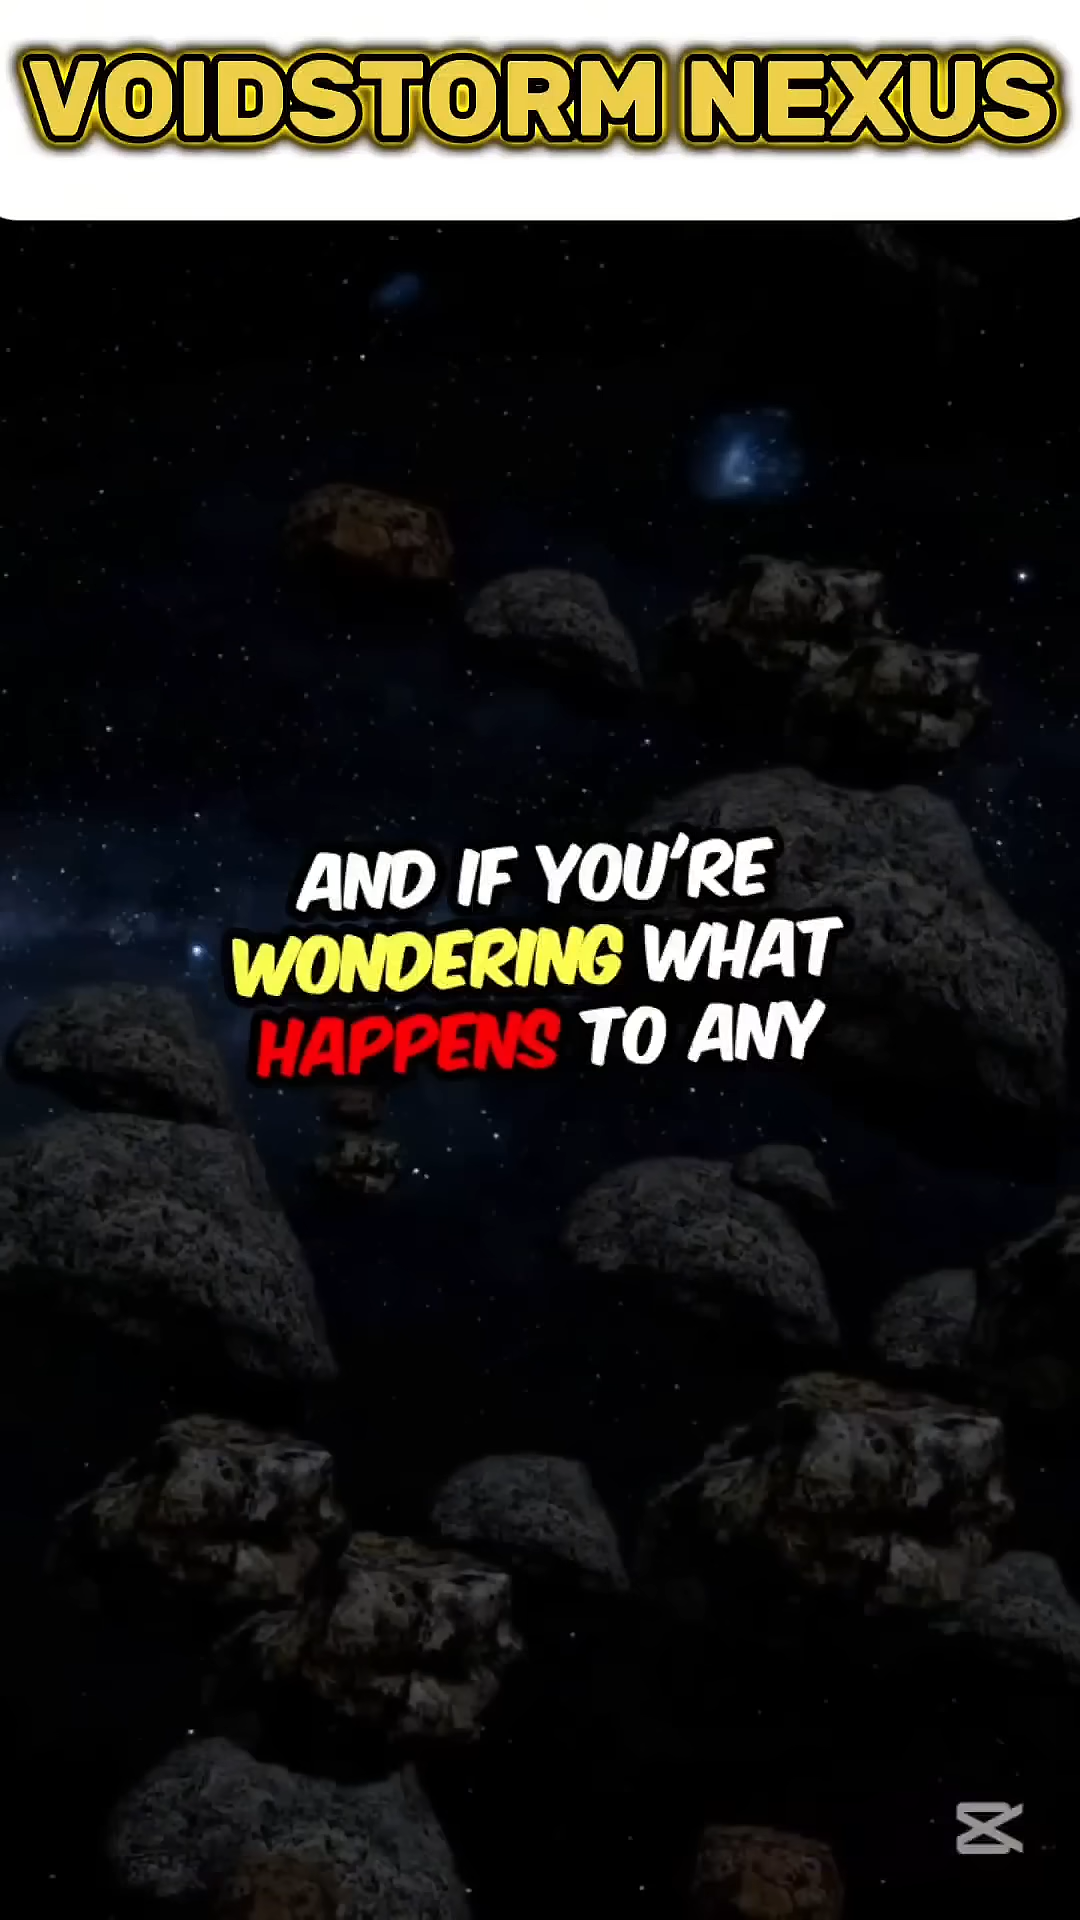 VOIDSTORM NEXUS
AND IF YOU'RE
WONDERING WHAT
HAPPENS TO ANY